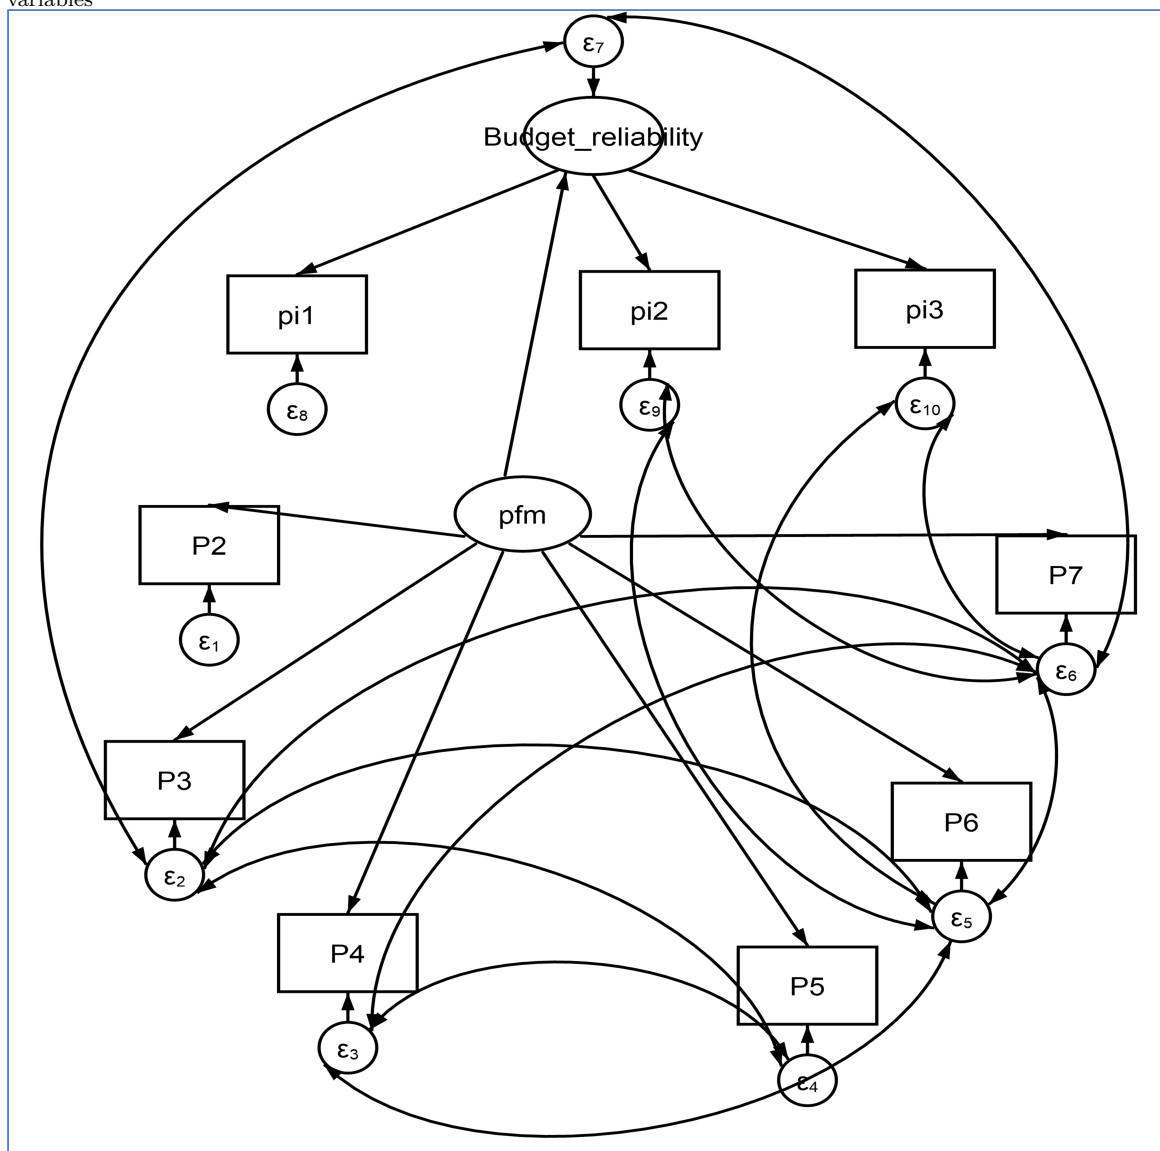 variables
ε₇
Budget_reliability
pi1
pi2
pi3
ε₈
ε₉
ε₁₀
pfm
P2
P7
ε₁
ε₆
P3
P6
ε₂
ε₅
P4
P5
ε₃
ε₄